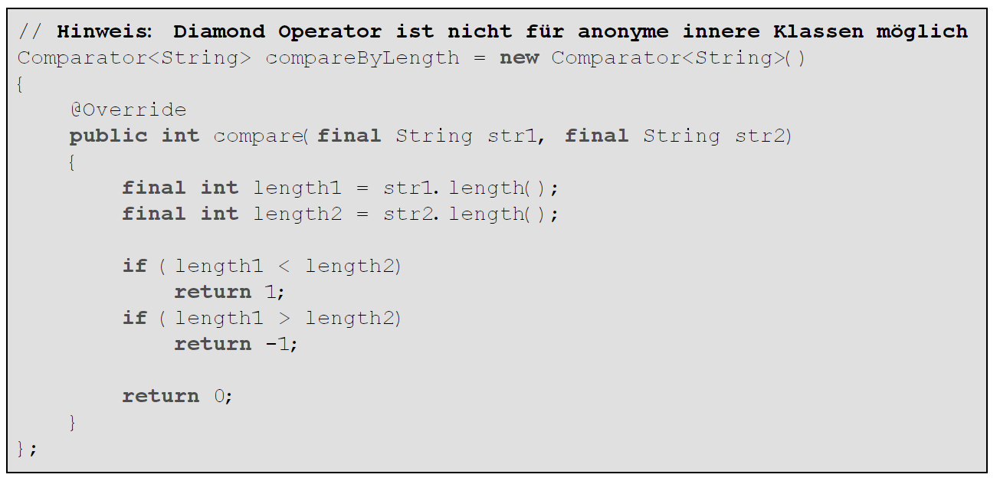 // Hinweis: Diamond Operator ist nicht für anonyme innere Klassen möglich
Comparator<String> compareByLength = new Comparator<String>()
{
    @Override
    public int compare(final String str1, final String str2)
    {
        final int length1 = str1.length();
        final int length2 = str2.length();

        if (length1 < length2)
            return 1;
        if (length1 > length2)
            return -1;

        return 0;
    }
};